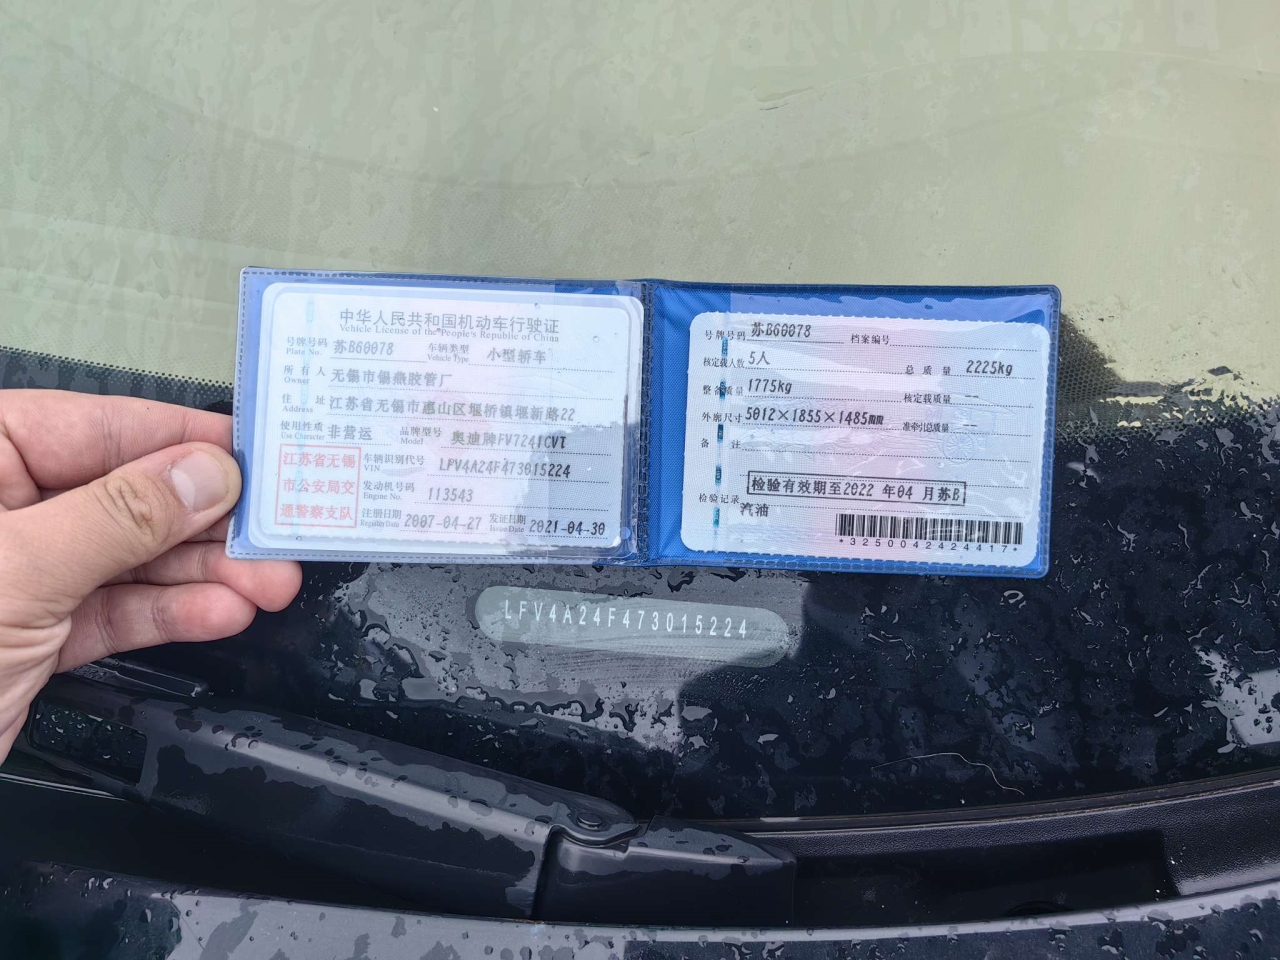 中华人民共和国机动车行驶证
Vehicle License of the People's Republic of China
号牌号码 苏B60078 车辆类型 小型轿车
Plate No. Vehicle Type
所有人 无锡市锡燕胶管厂
Owner
住址 江苏省无锡市惠山区堰桥镇堰新路22
Address
使用性质 非营运 品牌型号 奥迪牌FV7241CVT
Use Character Model
江苏省无锡
市公安局交
通警察支队
车辆识别代号 LFV4A24F473015224
VIN
发动机号码 113543
Engine No.
注册日期 2007-04-27 发证日期 2021-04-30
Register Date Issue Date
号牌号码 苏B60078 档案编号
核定载人数 5人 总质量 2225kg
整备质量 1775kg 核定载质量 --
外廓尺寸 5012×1855×1485mm 准牵引总质量 --
备注
检验有效期至2022 年04 月苏B
检验记录
汽油
*3250042424417*
LFV4A24F473015224